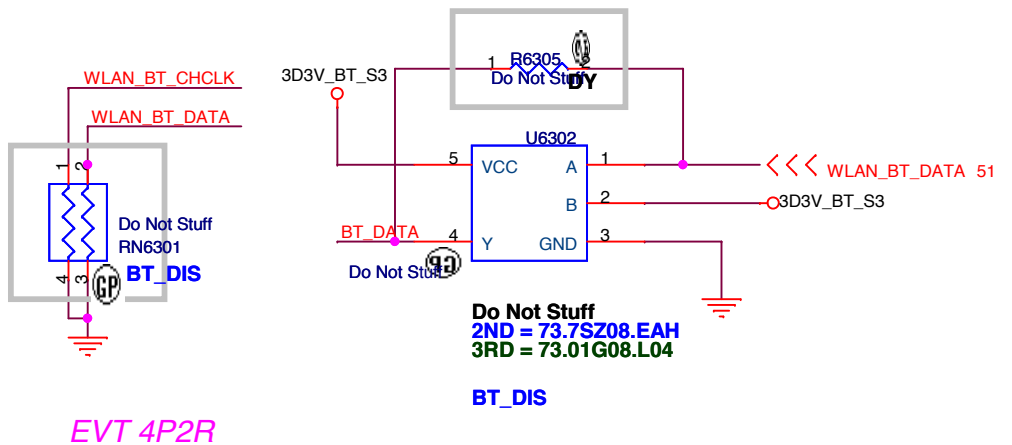 WLAN_BT_CHCLK
WLAN_BT_DATA
1
2
Do Not Stuff
RN6301
BT_DIS
4
3
GP
EVT 4P2R
3D3V_BT_S3
1
R6305
Do Not Stuff
DY
U6302
5
VCC
A
1
WLAN_BT_DATA 51
B
2
3D3V_BT_S3
BT_DATA
4
Y
GND
3
Do Not Stuff
GP
Do Not Stuff
2ND = 73.7SZ08.EAH
3RD = 73.01G08.L04
BT_DIS